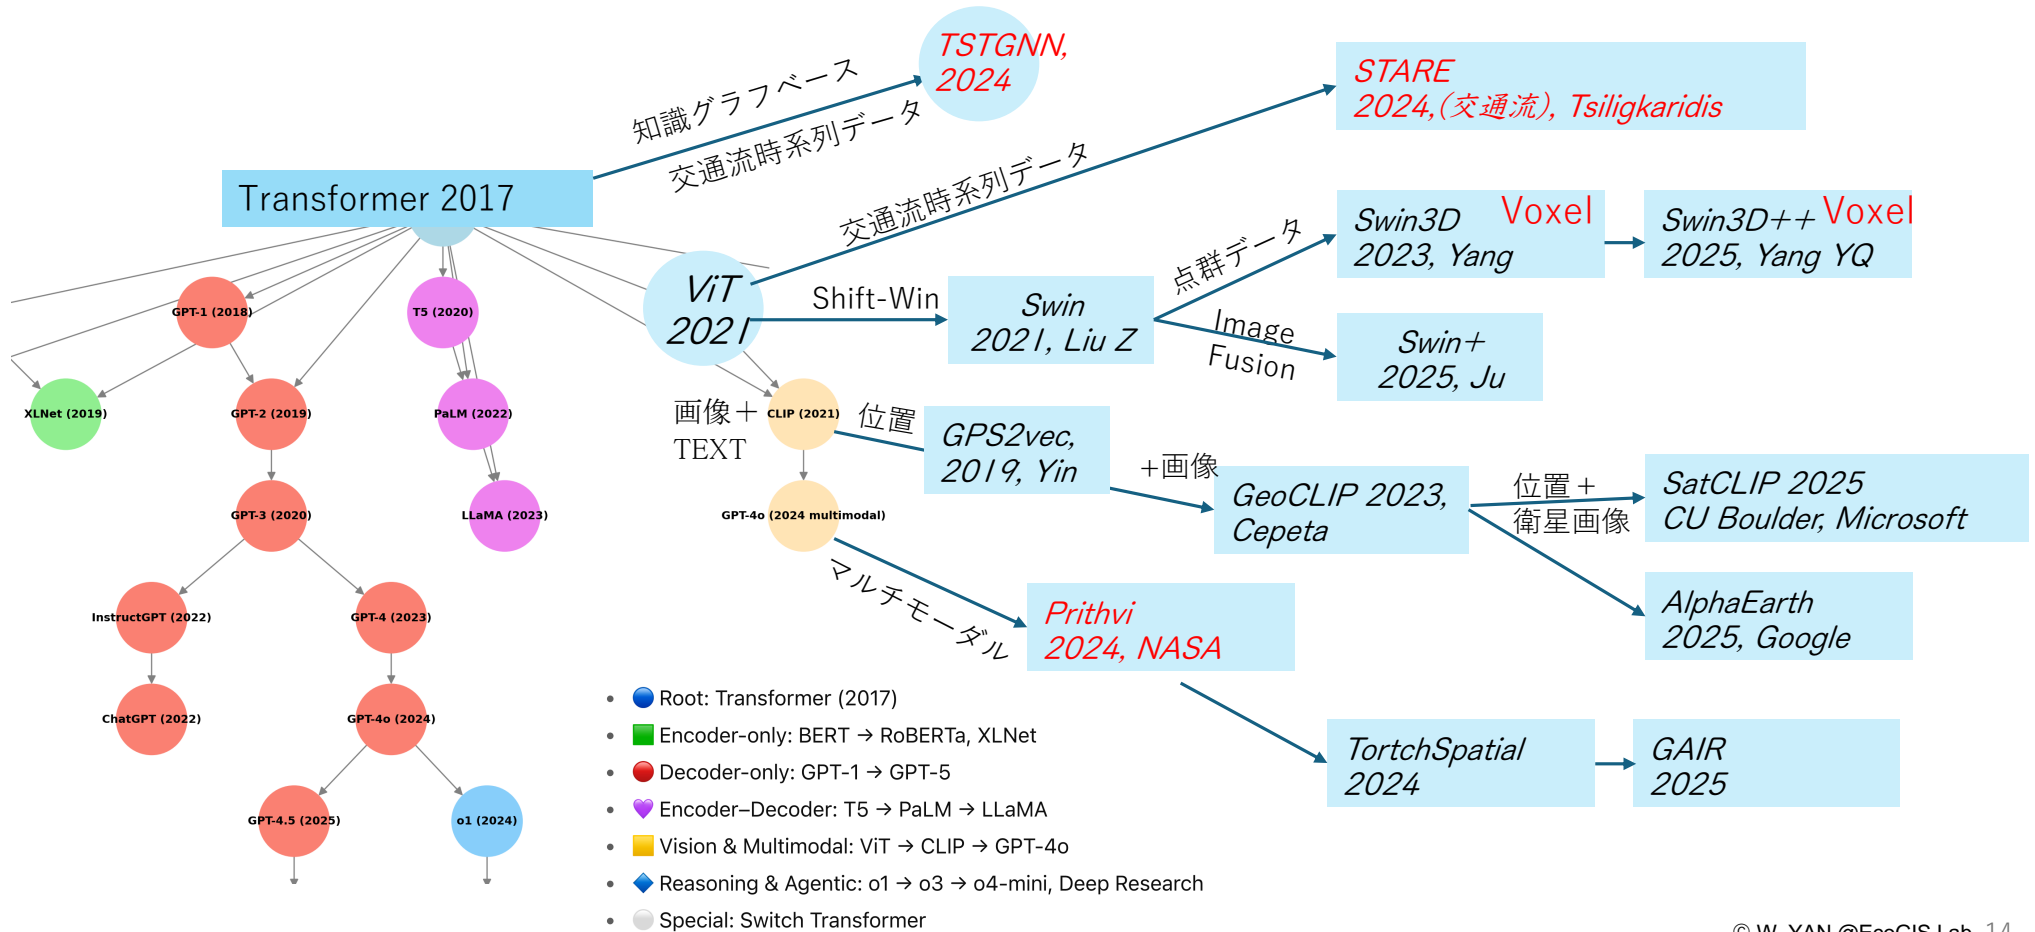 TSTGNN,
2024
知識グラフベース
交通流時系列データ
STARE
2024,(交通流), Tsiligkaridis
Transformer 2017
交通流時系列データ
Swin3D Voxel
2023, Yang
Swin3D++ Voxel
2025, Yang YQ
点群データ
ViT
2021
Shift-Win
Swin
2021, Liu Z
Image
Fusion
Swin+
2025, Ju
GPT-1 (2018)
T5 (2020)
XLNet (2019)
GPT-2 (2019)
PaLM (2022)
画像+
TEXT
CLIP (2021)
位置
GPS2vec,
2019, Yin
+画像
GeoCLIP 2023,
Cepeta
位置+
衛星画像
SatCLIP 2025
CU Boulder, Microsoft
GPT-3 (2020)
LLaMA (2023)
GPT-4o (2024 multimodal)
マルチモーダル
Prithvi
2024, NASA
AlphaEarth
2025, Google
InstructGPT (2022)
GPT-4 (2023)
ChatGPT (2022)
GPT-4o (2024)
TortchSpatial
2024
GAIR
2025
GPT-4.5 (2025)
o1 (2024)
• Root: Transformer (2017)
• Encoder-only: BERT → RoBERTa, XLNet
• Decoder-only: GPT-1 → GPT-5
• Encoder–Decoder: T5 → PaLM → LLaMA
• Vision & Multimodal: ViT → CLIP → GPT-4o
• Reasoning & Agentic: o1 → o3 → o4-mini, Deep Research
• Special: Switch Transformer
© W. YAN @EcoGIS Lab 14